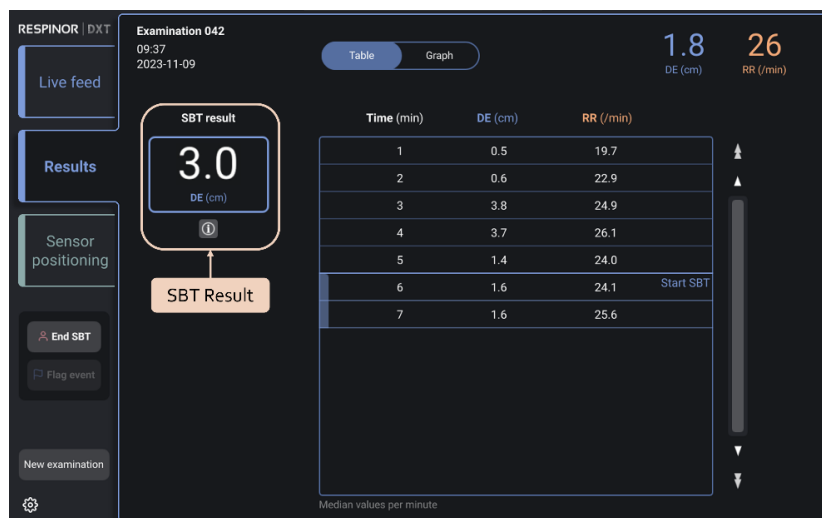 RESPINOR | DXT
Live feed
Results
Sensor
positioning
End SBT
Flag event
New examination
Examination 042
09:37
2023-11-09
Table Graph
1.8 26
DE (cm) RR (/min)
SBT result
3.0
DE (cm)
SBT Result
Time (min) DE (cm) RR (/min)
1 0.5 19.7
2 0.6 22.9
3 3.8 24.9
4 3.7 26.1
5 1.4 24.0
6 1.6 24.1 Start SBT
7 1.6 25.6
Median values per minute